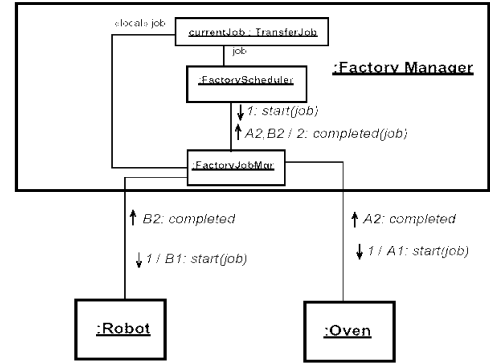 «local» job
currentJob : TransferJob
job
:Factory Manager
:FactoryScheduler
1: start(job)
A2,B2 / 2: completed(job)
:FactoryJobMgr
B2: completed
A2: completed
1 / B1: start(job)
1 / A1: start(job)
:Robot
:Oven